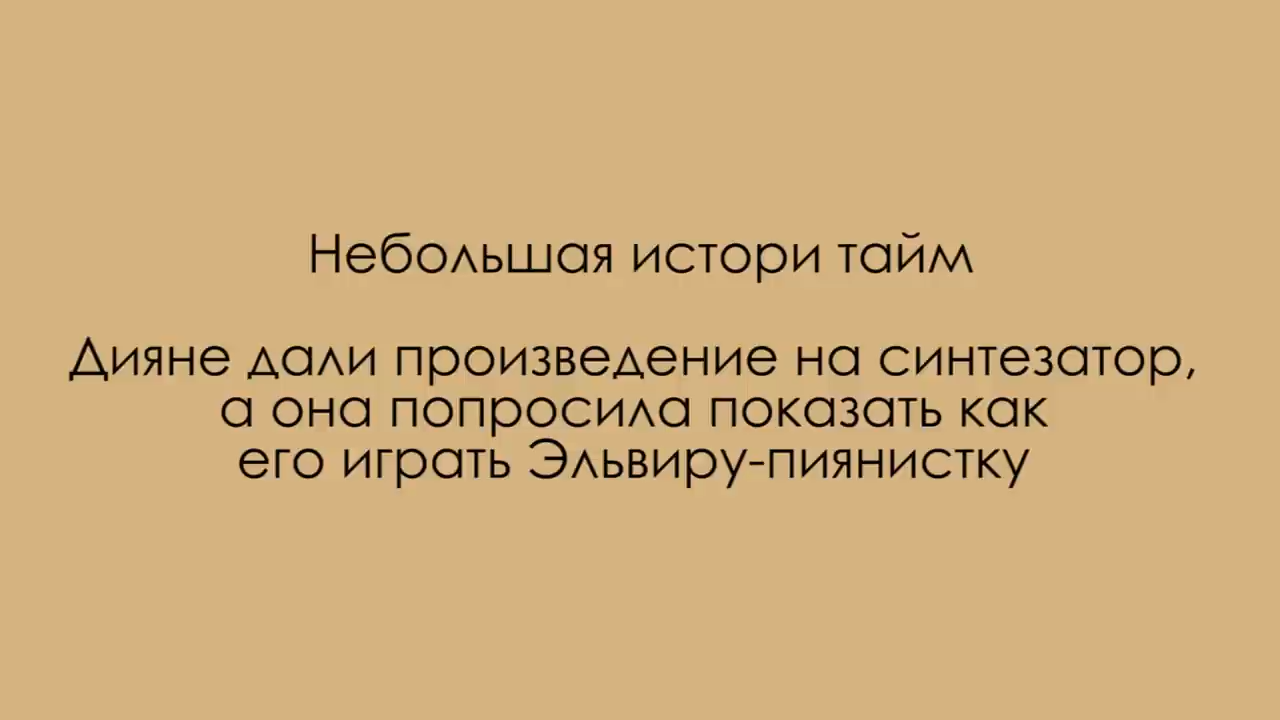 Небольшая истори тайм
Дияне дали произведение на синтезатор,
а она попросила показать как
его играть Эльвиру-пиянистку